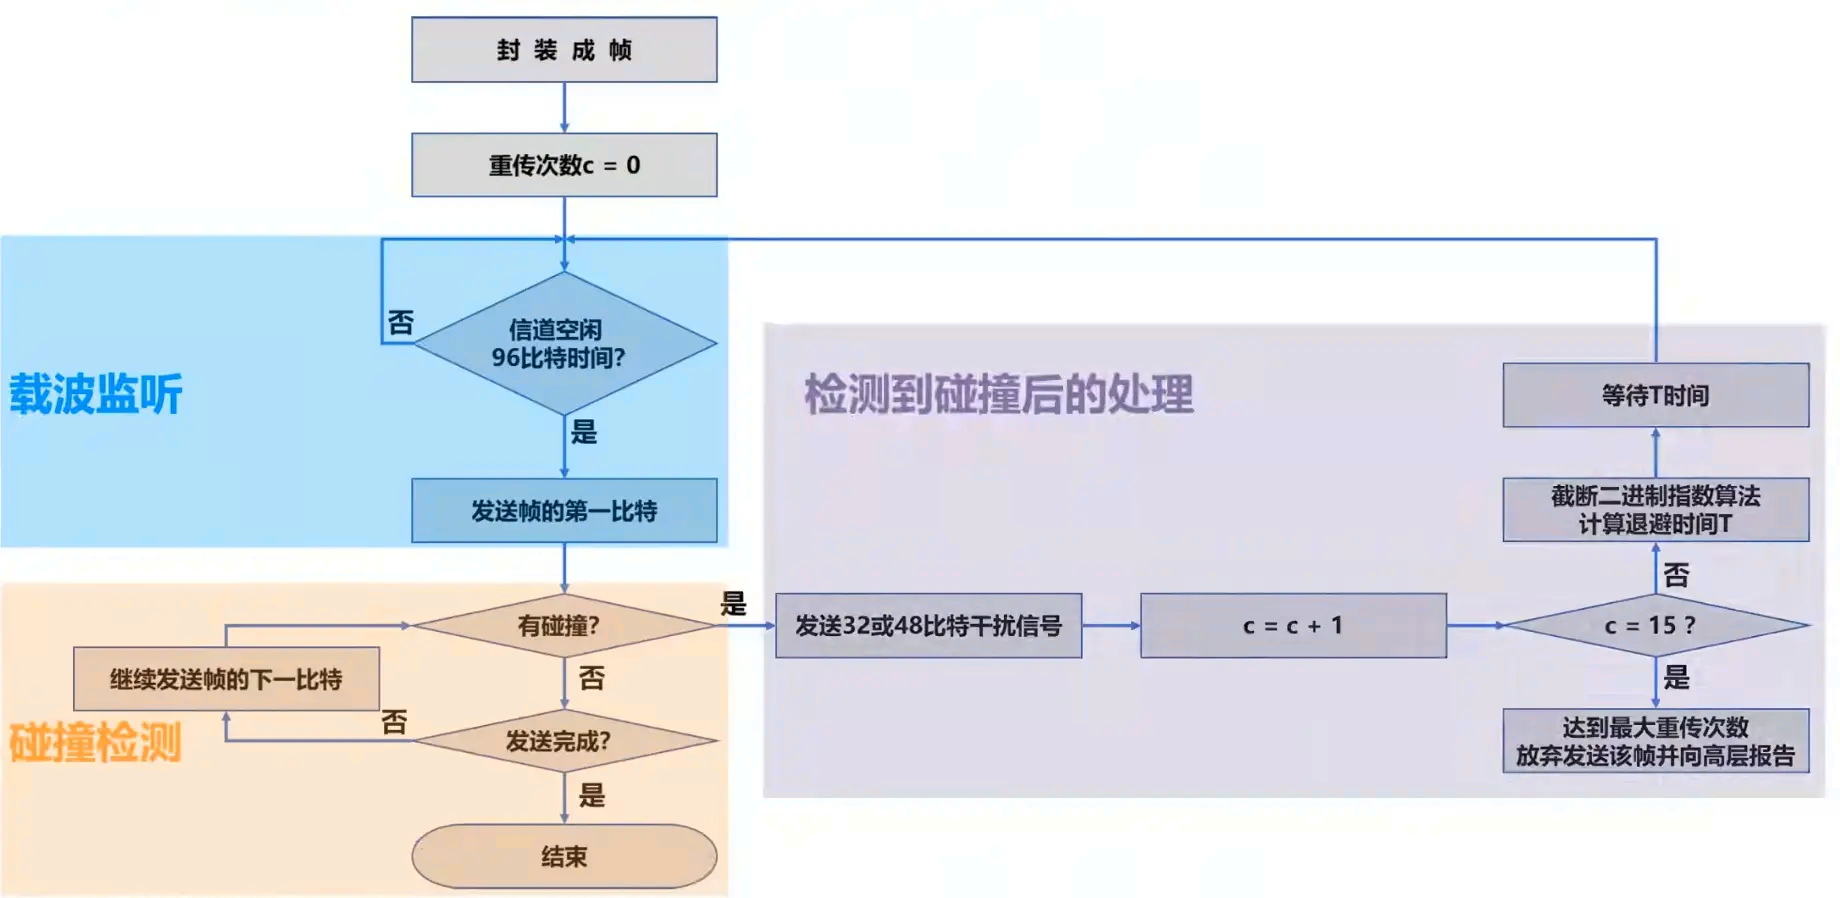 封装成帧
重传次数c = 0
否
信道空闲
96比特时间?
载波监听
是
发送帧的第一比特
有碰撞?
是
否
继续发送帧的下一比特
否
碰撞检测
发送完成?
是
结束
检测到碰撞后的处理
发送32或48比特干扰信号
c = c + 1
c = 15 ?
否
截断二进制指数算法
计算退避时间T
等待T时间
是
达到最大重传次数
放弃发送该帧并向高层报告